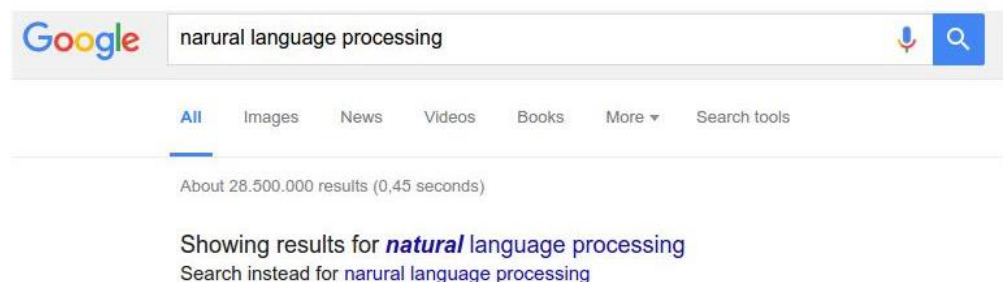 Google narural language processing
All Images News Videos Books More Search tools
About 28.500.000 results (0,45 seconds)
Showing results for natural language processing
Search instead for narural language processing